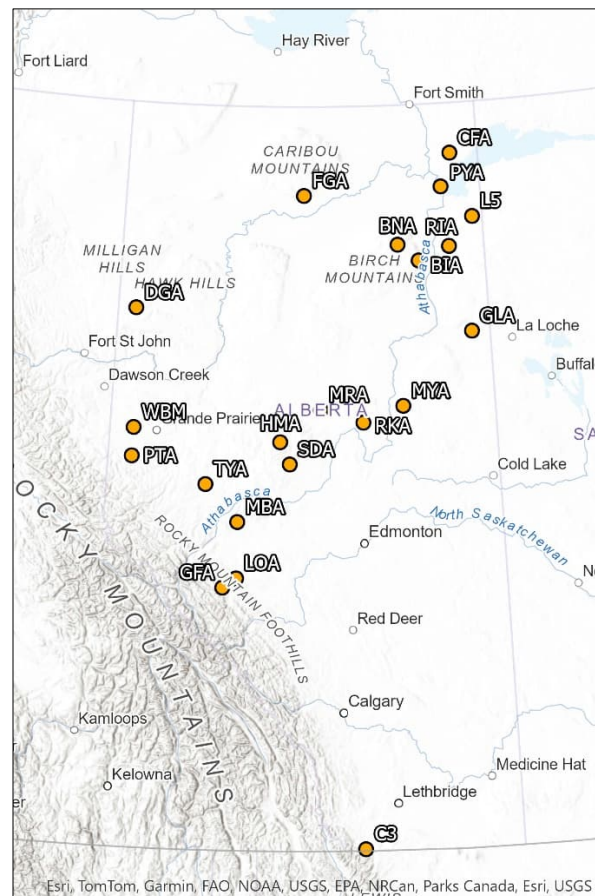 Hay River
Fort Liard
Fort Smith
CFA
CARIBOU
MOUNTAINS
PYA
FGA
L5
BNA
RIA
MILLIGAN
HILLS
BIRCH
MOUNTAINS
BIA
Athabasca
HAWK HILLS
DGA
GLA
La Loche
Fort St John
Dawson Creek
Buffal
MRA
MYA
ALBERTA
WBM
Grande Prairie
HMA
RKA
SA
PTA
SDA
TYA
Cold Lake
Athabasca
MBA
North Saskatchewan
Edmonton
ROCKY MOUNTAIN FOOTHILLS
LOA
GFA
No
OCKY MOUNTAINS
Red Deer
Calgary
Kamloops
Kelowna
Medicine Hat
er
Lethbridge
C3
LEWIS
Esri, TomTom, Garmin, FAO, NOAA, USGS, EPA, NRCan, Parks Canada, Esri, USGS